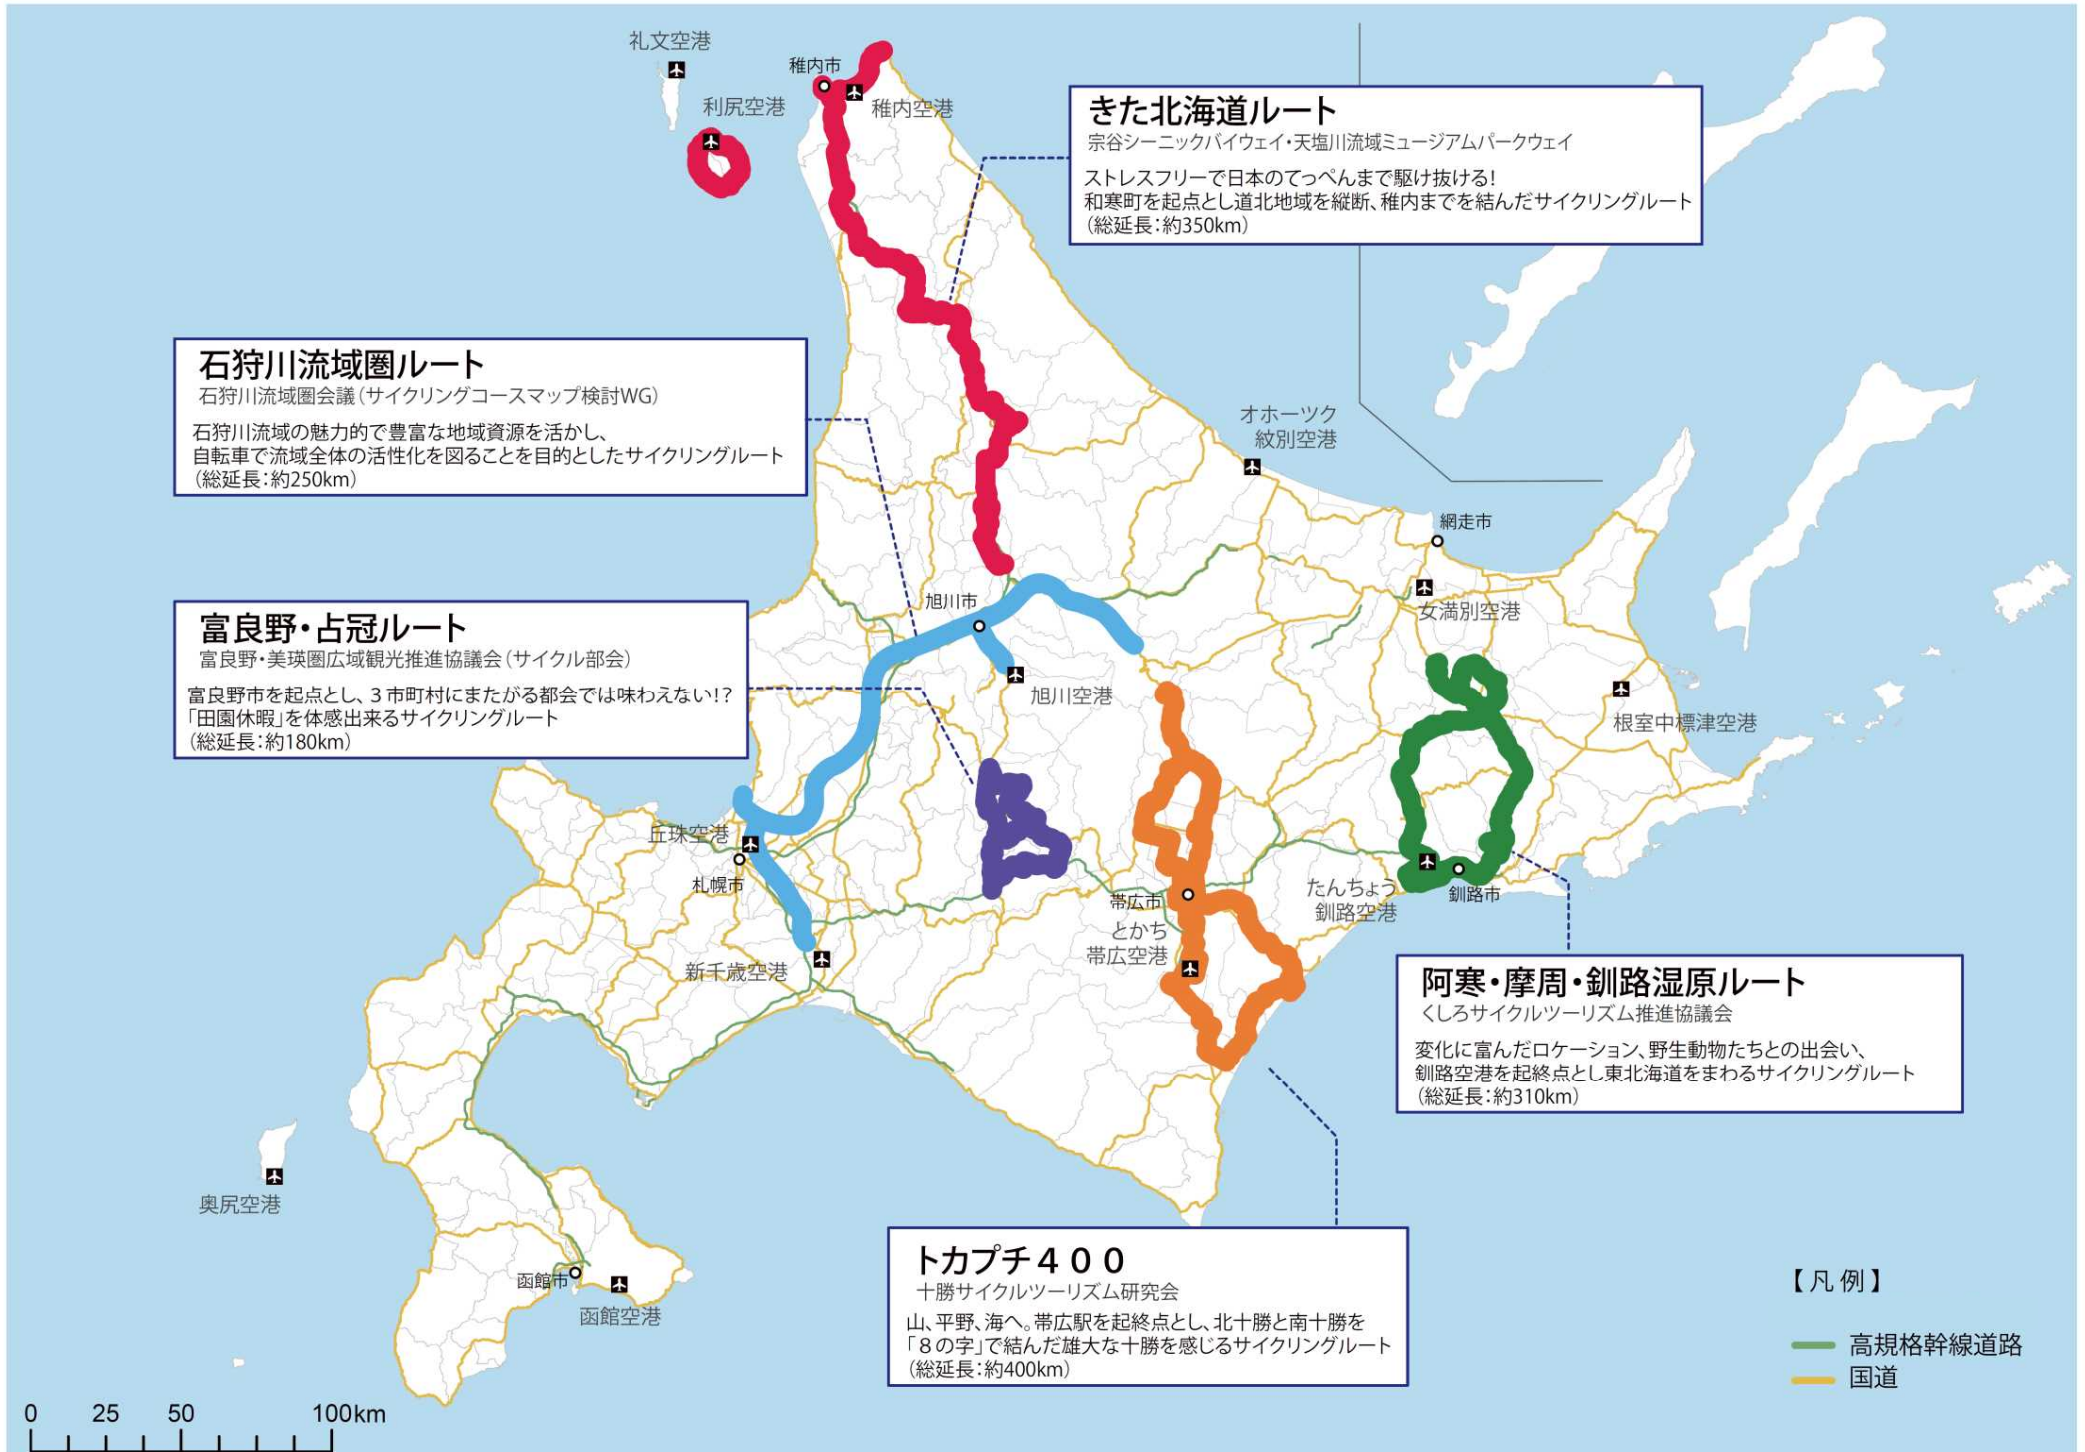 礼文空港
稚内市
利尻空港
稚内空港
きた北海道ルート
宗谷シーニックバイウェイ・天塩川流域ミュージアムパークウェイ
ストレスフリーで日本のてっぺんまで駆け抜ける！
和寒町を起点とし道北地域を縦断、稚内までを結んだサイクリングルート
（総延長：約350km）
石狩川流域圏ルート
石狩川流域圏会議（サイクリングコースマップ検討WG）
石狩川流域の魅力的で豊富な地域資源を活かし、
自転車で流域全体の活性化を図ることを目的としたサイクリングルート
（総延長：約250km）
オホーツク
紋別空港
網走市
女満別空港
旭川市
旭川空港
根室中標津空港
富良野・占冠ルート
富良野・美瑛圏広域観光推進協議会（サイクル部会）
富良野市を起点とし、３市町村にまたがる都会では味わえない！？
「田園休暇」を体感出来るサイクリングルート
（総延長：約180km）
丘珠空港
札幌市
新千歳空港
帯広市
とかち
帯広空港
たんちょう
釧路空港
釧路市
阿寒・摩周・釧路湿原ルート
くしろサイクルツーリズム推進協議会
変化に富んだロケーション、野生動物たちとの出会い、
釧路空港を起終点とし東北海道をまわるサイクリングルート
（総延長：約310km）
奥尻空港
函館市
函館空港
トカプチ４００
十勝サイクルツーリズム研究会
山、平野、海へ。帯広駅を起終点とし、北十勝と南十勝を
「８の字」で結んだ雄大な十勝を感じるサイクリングルート
（総延長：約400km）
【凡例】
高規格幹線道路
国道
0 25 50 100km